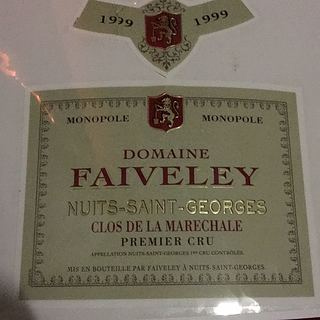 1999 1999
MONOPOLE MONOPOLE
DOMAINE
FAIVELEY
NUITS-SAINT-GEORGES
CLOS DE LA MARECHALE
PREMIER CRU
APPELLATION NUITS-SAINT-GEORGES 1ER CRU CONTRÔLÉE
MIS EN BOUTEILLE PAR FAIVELEY À NUITS-SAINT-GEORGES.